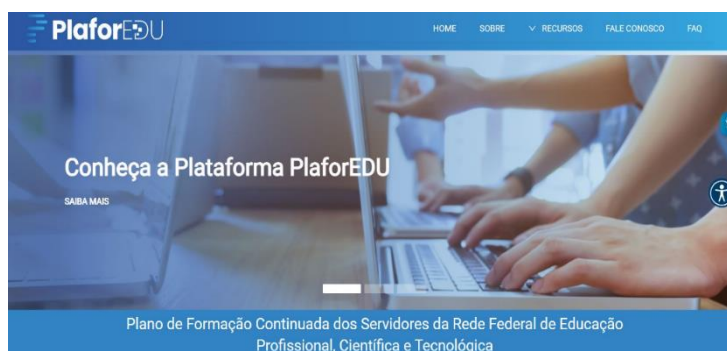 PlaforEDU
HOME SOBRE RECURSOS FALE CONOSCO FAQ
Conheça a Plataforma PlaforEDU
SAIBA MAIS
Plano de Formação Continuada dos Servidores da Rede Federal de Educação
Profissional, Científica e Tecnológica